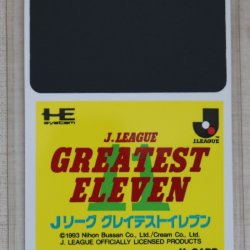 HE
SYSTEM
J.LEAGUE
J.LEAGUE
GREATEST
ELEVEN
Jリーグ グレイテストイレブン
©1993 Nihon Bussan Co., Ltd./Cream Co., Ltd.
J. LEAGUE OFFICIALLY LICENSED PRODUCTS